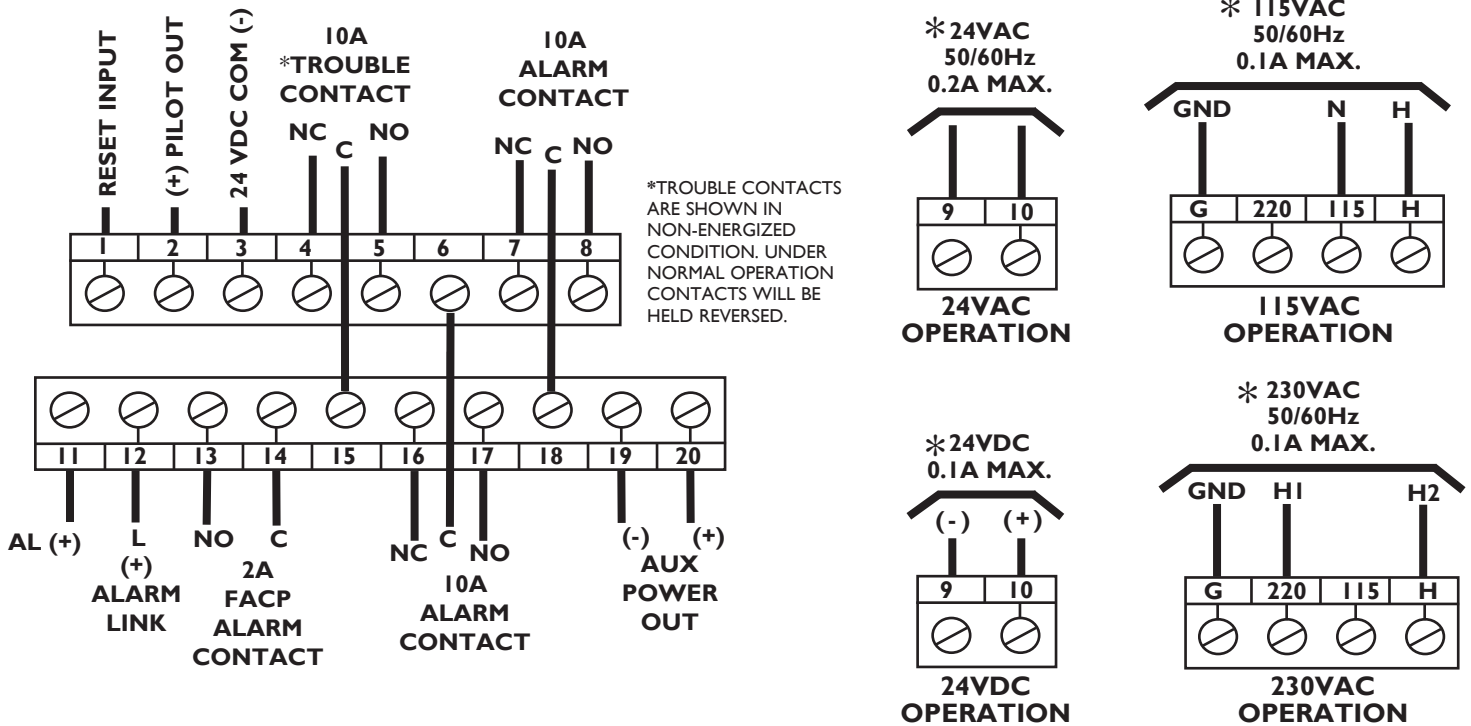 RESET INPUT
(+) PILOT OUT
24 VDC COM (-)
10A
*TROUBLE
CONTACT
NC
C
NO
10A
ALARM
CONTACT
NC
C
NO
*TROUBLE CONTACTS
ARE SHOWN IN
NON-ENERGIZED
CONDITION. UNDER
NORMAL OPERATION
CONTACTS WILL BE
HELD REVERSED.
1 2 3 4 5 6 7 8
11 12 13 14 15 16 17 18 19 20
AL (+)
L
(+)
ALARM
LINK
NO
C
2A
FACP
ALARM
CONTACT
NC
C
NO
10A
ALARM
CONTACT
(-)
(+)
AUX
POWER
OUT
*24VAC
50/60Hz
0.2A MAX.
9 10
24VAC
OPERATION
* 115VAC
50/60Hz
0.1A MAX.
GND N H
G 220 115 H
115VAC
OPERATION
*24VDC
0.1A MAX.
(-) (+)
9 10
24VDC
OPERATION
* 230VAC
50/60Hz
0.1A MAX.
GND H1 H2
G 220 115 H
230VAC
OPERATION